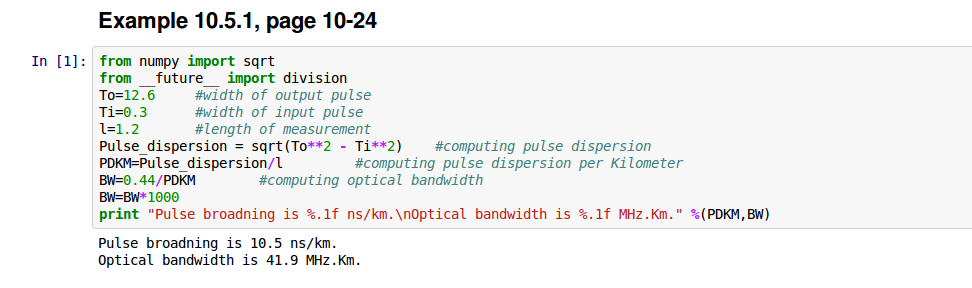 Example 10.5.1, page 10-24
In [1]: from numpy import sqrt
from __future__ import division
To=12.6     #width of output pulse
Ti=0.3      #width of input pulse
l=1.2       #length of measurement
Pulse_dispersion = sqrt(To**2 - Ti**2)    #computing pulse dispersion
PDKM=Pulse_dispersion/l         #computing pulse dispersion per Kilometer
BW=0.44/PDKM        #computing optical bandwidth
BW=BW*1000
print "Pulse broadning is %.1f ns/km.\nOptical bandwidth is %.1f MHz.Km." %(PDKM,BW)
Pulse broadning is 10.5 ns/km.
Optical bandwidth is 41.9 MHz.Km.